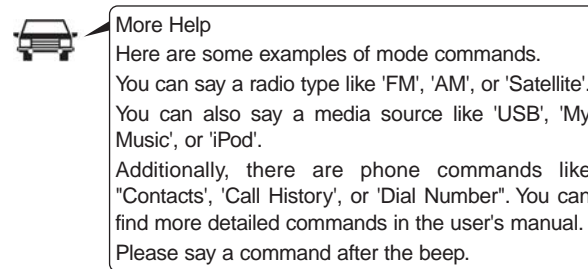 More Help
Here are some examples of mode commands.
You can say a radio type like 'FM', 'AM', or 'Satellite'.
You can also say a media source like 'USB', 'My
Music', or 'iPod'.
Additionally, there are phone commands like
"Contacts', 'Call History', or 'Dial Number". You can
find more detailed commands in the user's manual.
Please say a command after the beep.